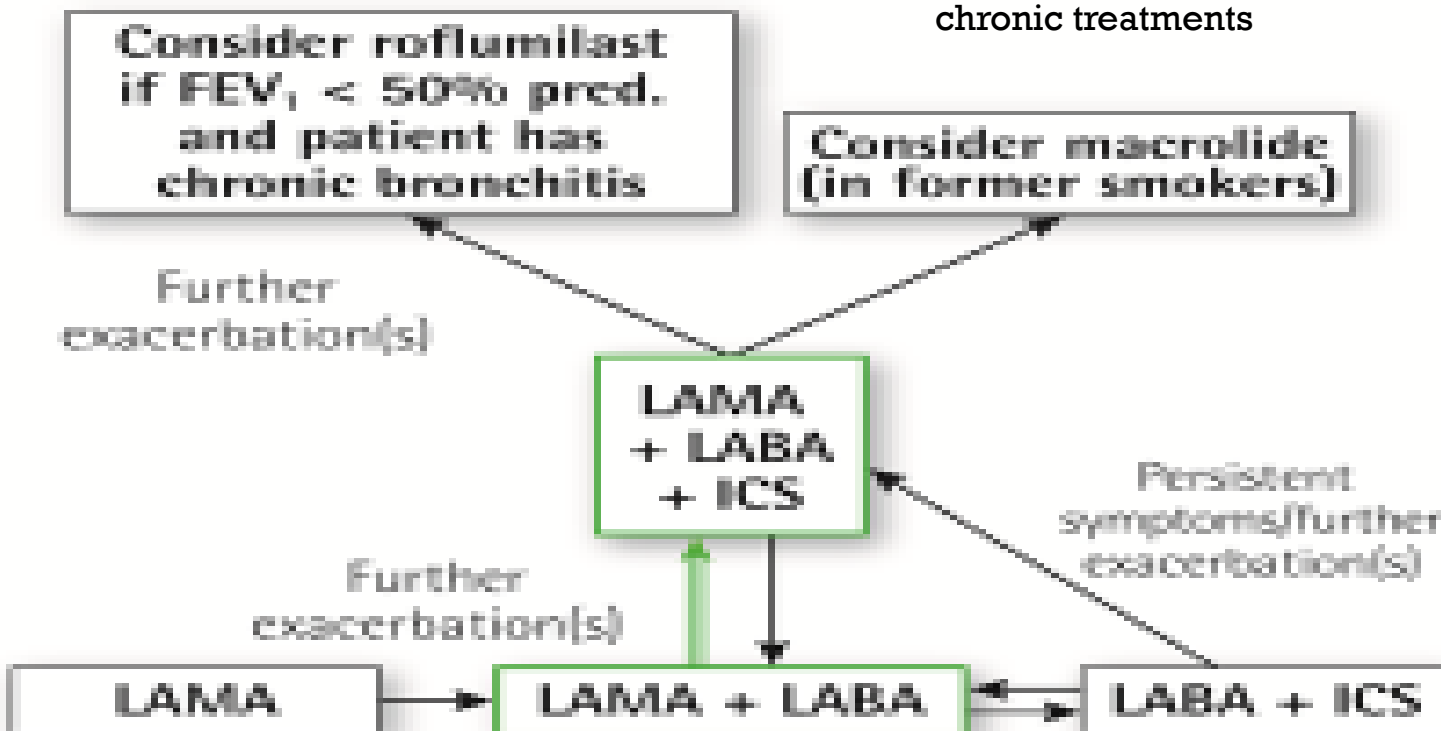 chronic treatments
Consider roflumilast
if FEV₁ < 50% pred.
and patient has
chronic bronchitis
Consider macrolide
(in former smokers)
Further
exacerbation(s)
LAMA
+ LABA
+ ICS
Persistent
symptoms/further
exacerbation(s)
Further
exacerbation(s)
LAMA
LAMA + LABA
LABA + ICS